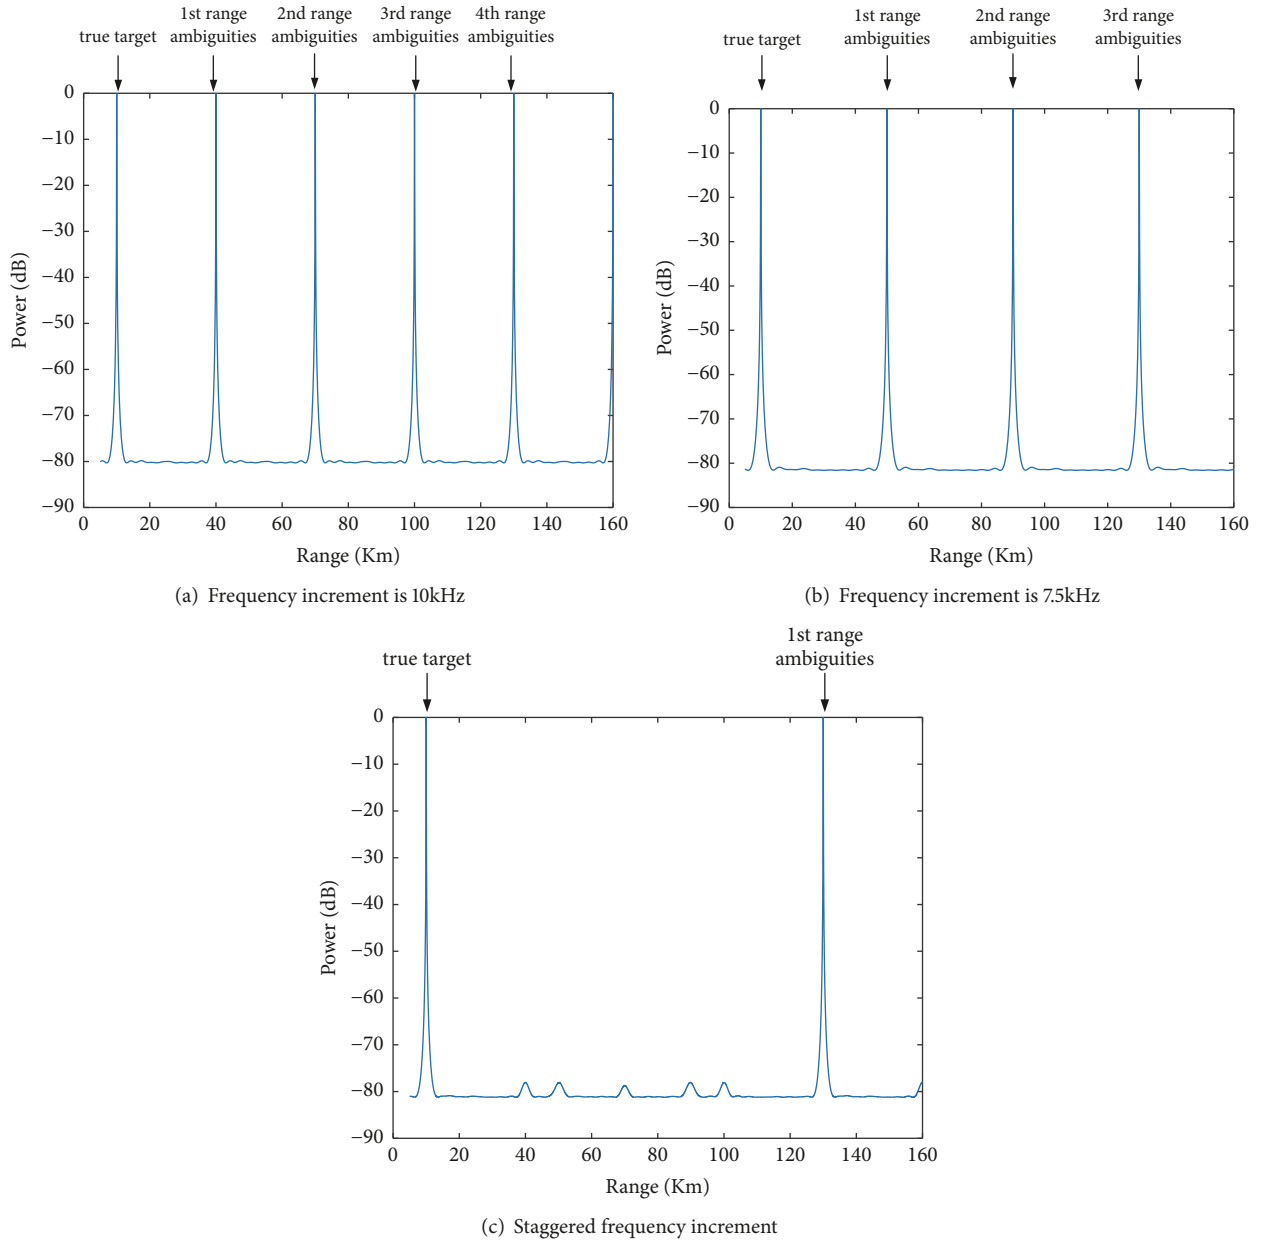 true target
1st range
ambiguities
2nd range
ambiguities
3rd range
ambiguities
4th range
ambiguities
0
−10
−20
−30
−40
−50
−60
−70
−80
−90
Power (dB)
0 20 40 60 80 100 120 140 160
Range (Km)
(a) Frequency increment is 10kHz
true target
1st range
ambiguities
2nd range
ambiguities
3rd range
ambiguities
0
−10
−20
−30
−40
−50
−60
−70
−80
−90
Power (dB)
0 20 40 60 80 100 120 140 160
Range (Km)
(b) Frequency increment is 7.5kHz
true target
1st range
ambiguities
0
−10
−20
−30
−40
−50
−60
−70
−80
−90
Power (dB)
0 20 40 60 80 100 120 140 160
Range (Km)
(c) Staggered frequency increment